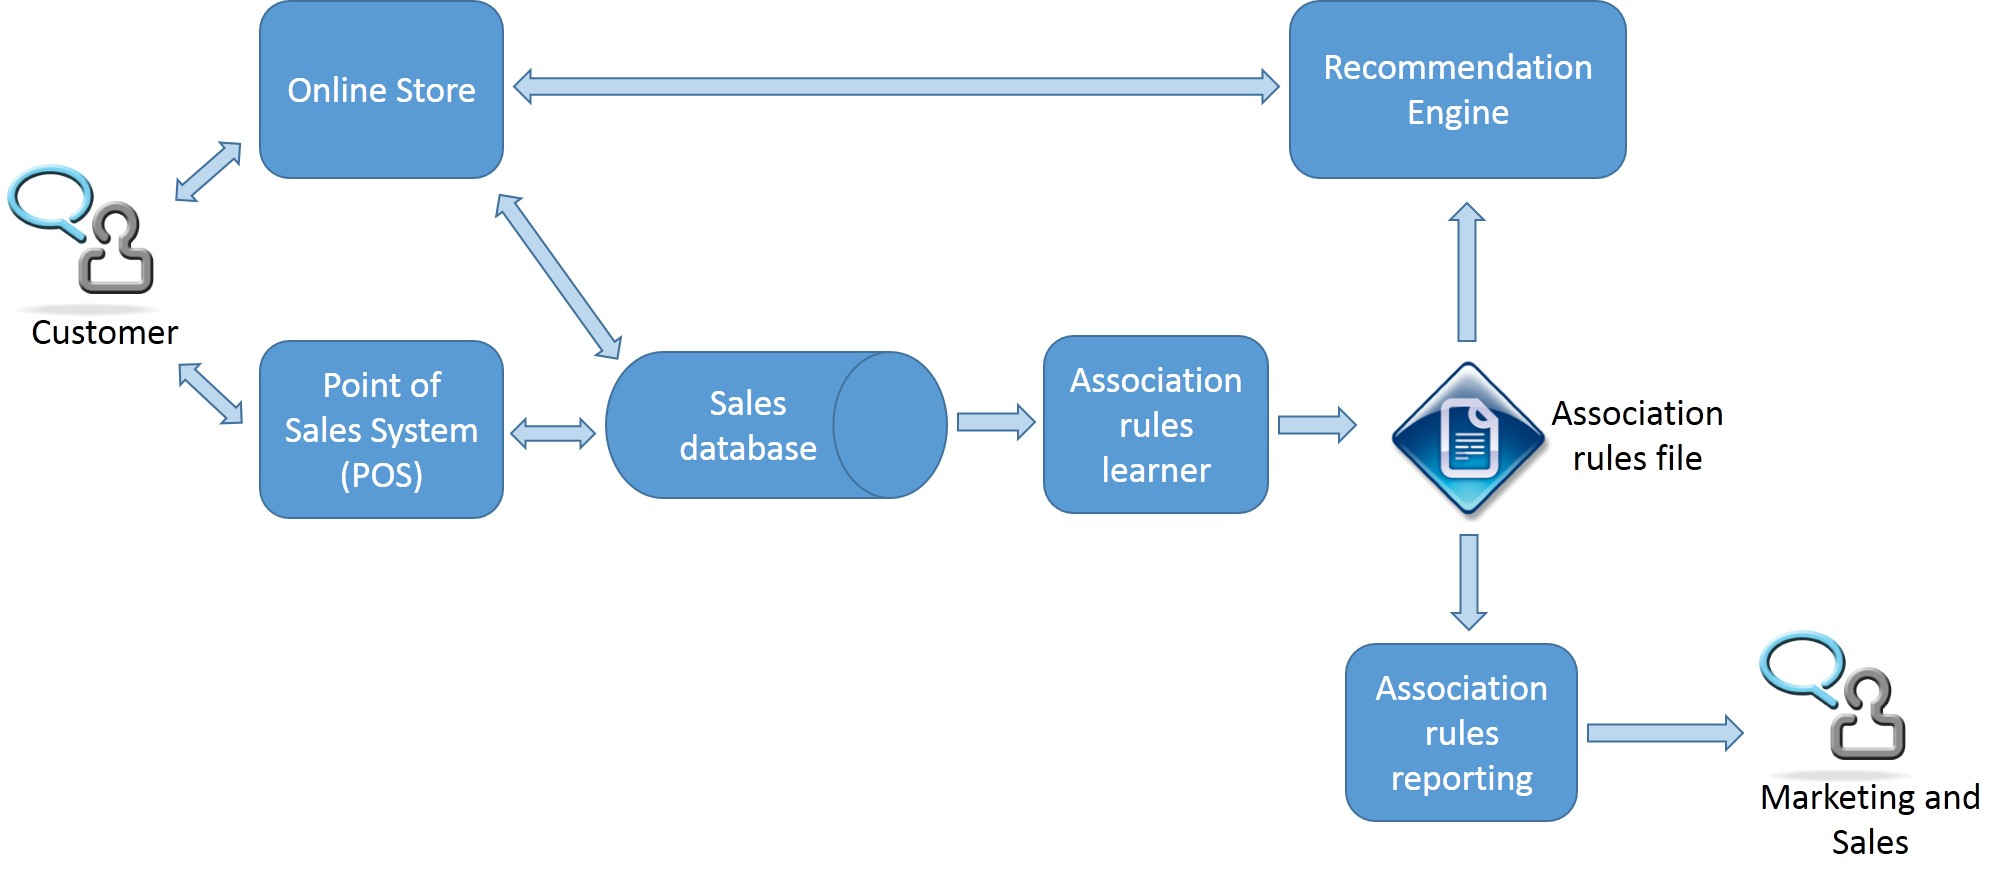 Online Store
Recommendation
Engine
Customer
Point of
Sales System
(POS)
Sales
database
Association
rules
learner
Association
rules file
Association
rules
reporting
Marketing and
Sales